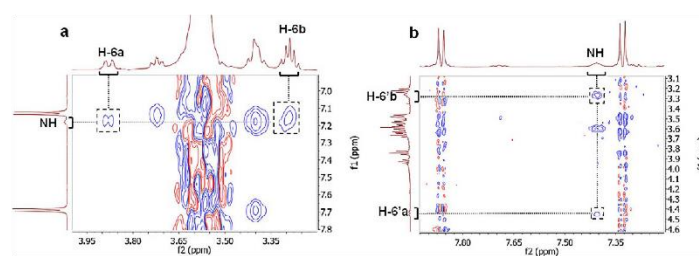 a
H-6a
H-6b
NH
7.0
7.1
7.2
7.3
7.4
7.5
7.6
7.7
7.8
f1 (ppm)
3.95
3.80
3.65
3.50
3.35
f2 (ppm)
b
NH
H-6'b
H-6'a
3.1
3.2
3.3
3.4
3.5
3.6
3.7
3.8
3.9
4.0
4.1
4.2
4.3
4.4
4.5
4.6
f1 (ppm)
7.00
7.65
7.50
7.35
f2 (ppm)